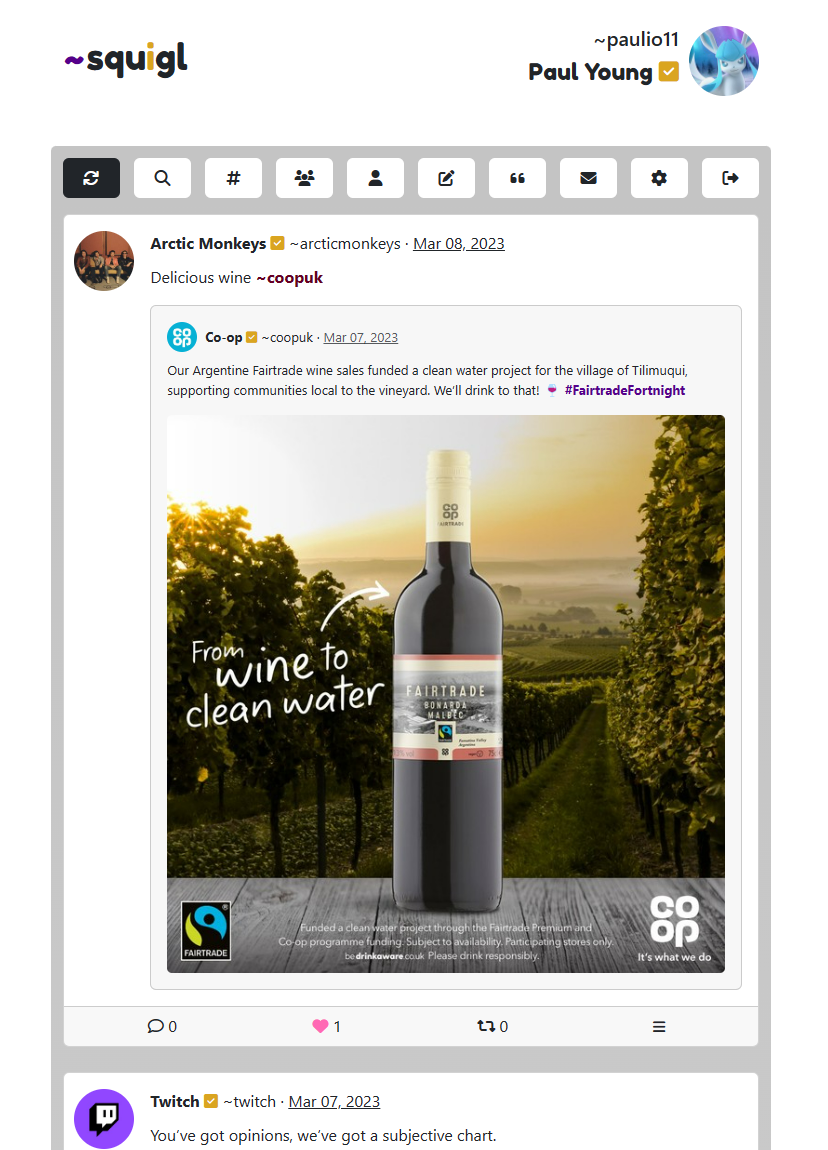 ~squigl
~paulio11
Paul Young
Arctic Monkeys ~arcticmonkeys · Mar 08, 2023
Delicious wine ~coopuk
Co-op ~coopuk · Mar 07, 2023
Our Argentine Fairtrade wine sales funded a clean water project for the village of Tilimuqui,
supporting communities local to the vineyard. We'll drink to that! 🍷 #FairtradeFortnight
CO
OP
FAIRTRADE
From
wine to
clean water
FAIRTRADE
BONARDA
MALBEC
FAIRTRADE
Funded a clean water project through the Fairtrade Premium and
Co-op programme funding. Subject to availability. Participating stores only.
bedrinkaware.co.uk Please drink responsibly.
CO
OP
It's what we do
0
1
0
Twitch ~twitch · Mar 07, 2023
You've got opinions, we've got a subjective chart.